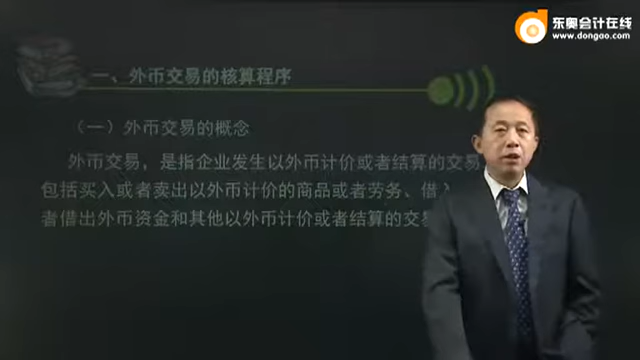 东奥会计在线
www.dongao.com
一、外币交易的核算程序
（一）外币交易的概念
外币交易，是指企业发生以外币计价或者结算的交易
包括买入或者卖出以外币计价的商品或者劳务、借入
者借出外币资金和其他以外币计价或者结算的交易